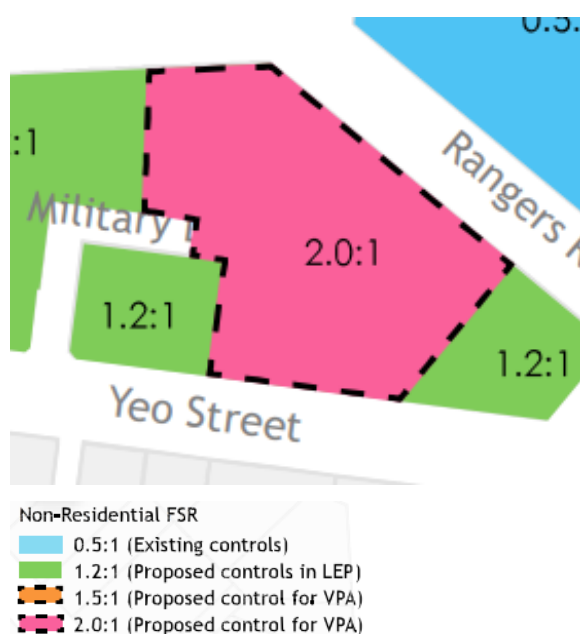 0.5:
:1
Rangers R
Military L
2.0:1
1.2:1
1.2:1
Yeo Street
Non-Residential FSR
0.5:1 (Existing controls)
1.2:1 (Proposed controls in LEP)
1.5:1 (Proposed control for VPA)
2.0:1 (Proposed control for VPA)